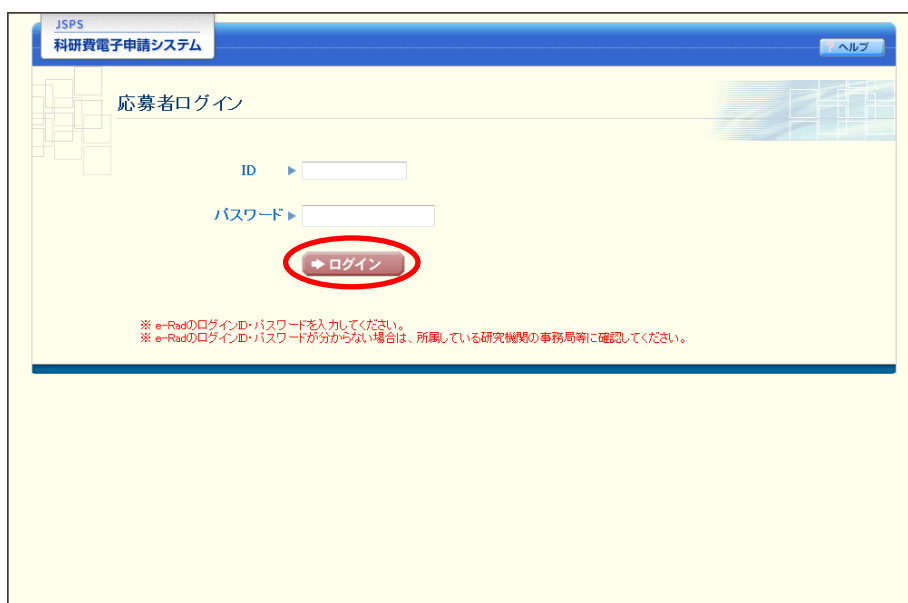 JSPS
科研費電子申請システム
? ヘルプ
応募者ログイン
ID
パスワード
ログイン
※ e-RadのログインID・パスワードを入力してください。
※ e-RadのログインID・パスワードが分からない場合は、所属している研究機関の事務局等に確認してください。